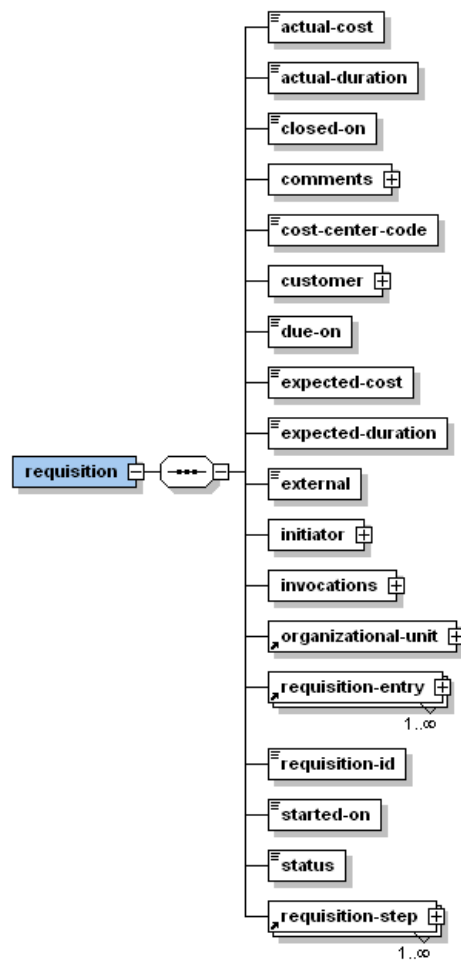 actual-cost
actual-duration
closed-on
comments
cost-center-code
customer
due-on
expected-cost
expected-duration
requisition
external
initiator
invocations
organizational-unit
requisition-entry
1..∞
requisition-id
started-on
status
requisition-step
1..∞